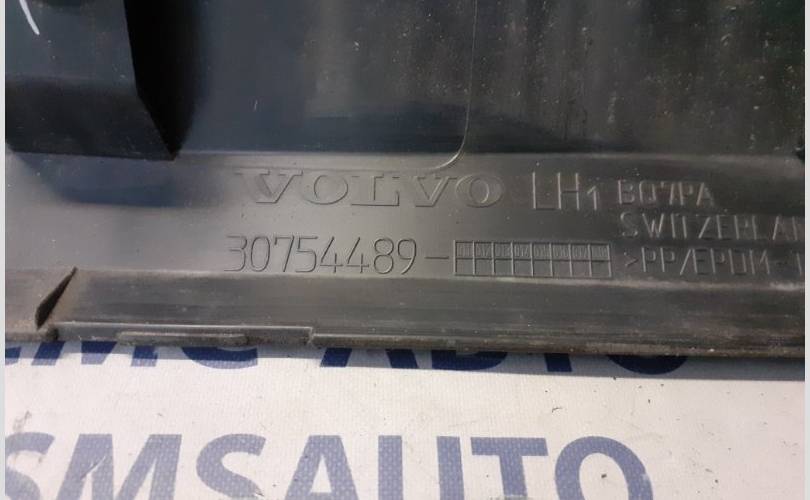 VOLVO LH1 B07PA
SWITZERLAN
30754489- >PP/EPDM-
SMSAUTO